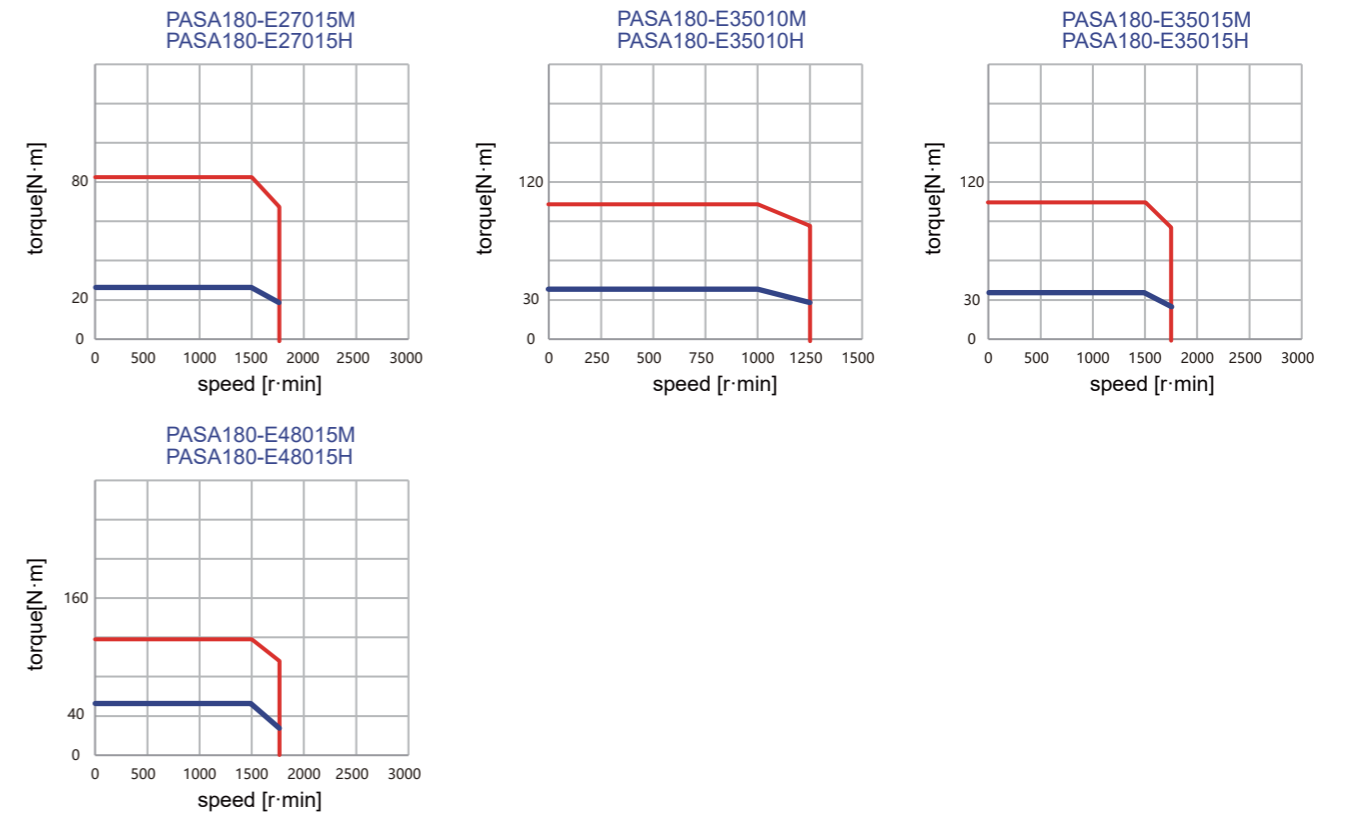 PASA180-E27015M
PASA180-E27015H
torque[N·m]
80
20
0
0 500 1000 1500 2000 2500 3000
speed [r·min]
PASA180-E35010M
PASA180-E35010H
torque[N·m]
120
30
0
0 250 500 750 1000 1250 1500
speed [r·min]
PASA180-E35015M
PASA180-E35015H
torque[N·m]
120
30
0
0 500 1000 1500 2000 2500 3000
speed [r·min]
PASA180-E48015M
PASA180-E48015H
torque[N·m]
160
40
0
0 500 1000 1500 2000 2500 3000
speed [r·min]